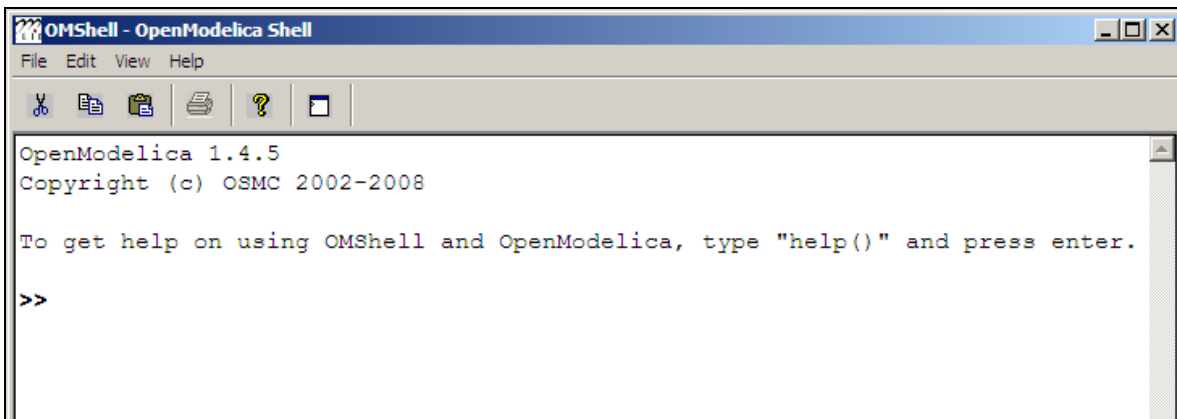 OMShell - OpenModelica Shell
File Edit View Help
OpenModelica 1.4.5
Copyright (c) OSMC 2002-2008
To get help on using OMShell and OpenModelica, type "help()" and press enter.
>>